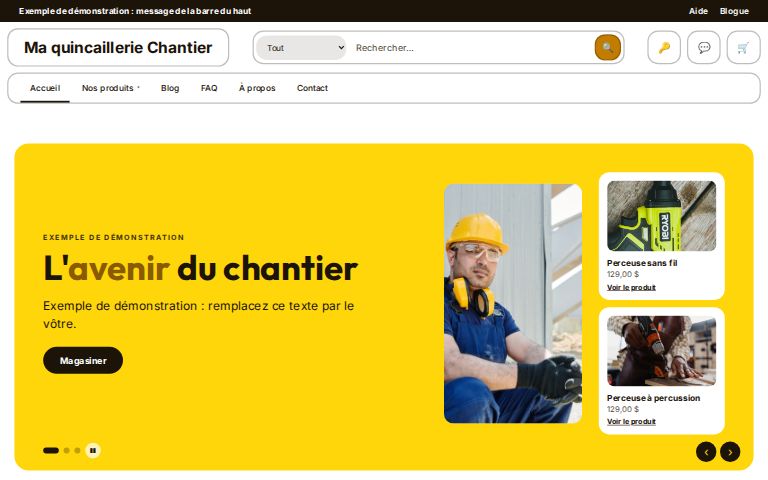 Exemple de démonstration : message de la barre du haut
Aide
Blogue
Ma quincaillerie Chantier
Tout
Rechercher...
Accueil
Nos produits
Blog
FAQ
À propos
Contact
EXEMPLE DE DÉMONSTRATION
L'avenir du chantier
Exemple de démonstration : remplacez ce texte par le
vôtre.
Magasiner
RYOBI
Perceuse sans fil
129,00 $
Voir le produit
Perceuse à percussion
129,00 $
Voir le produit